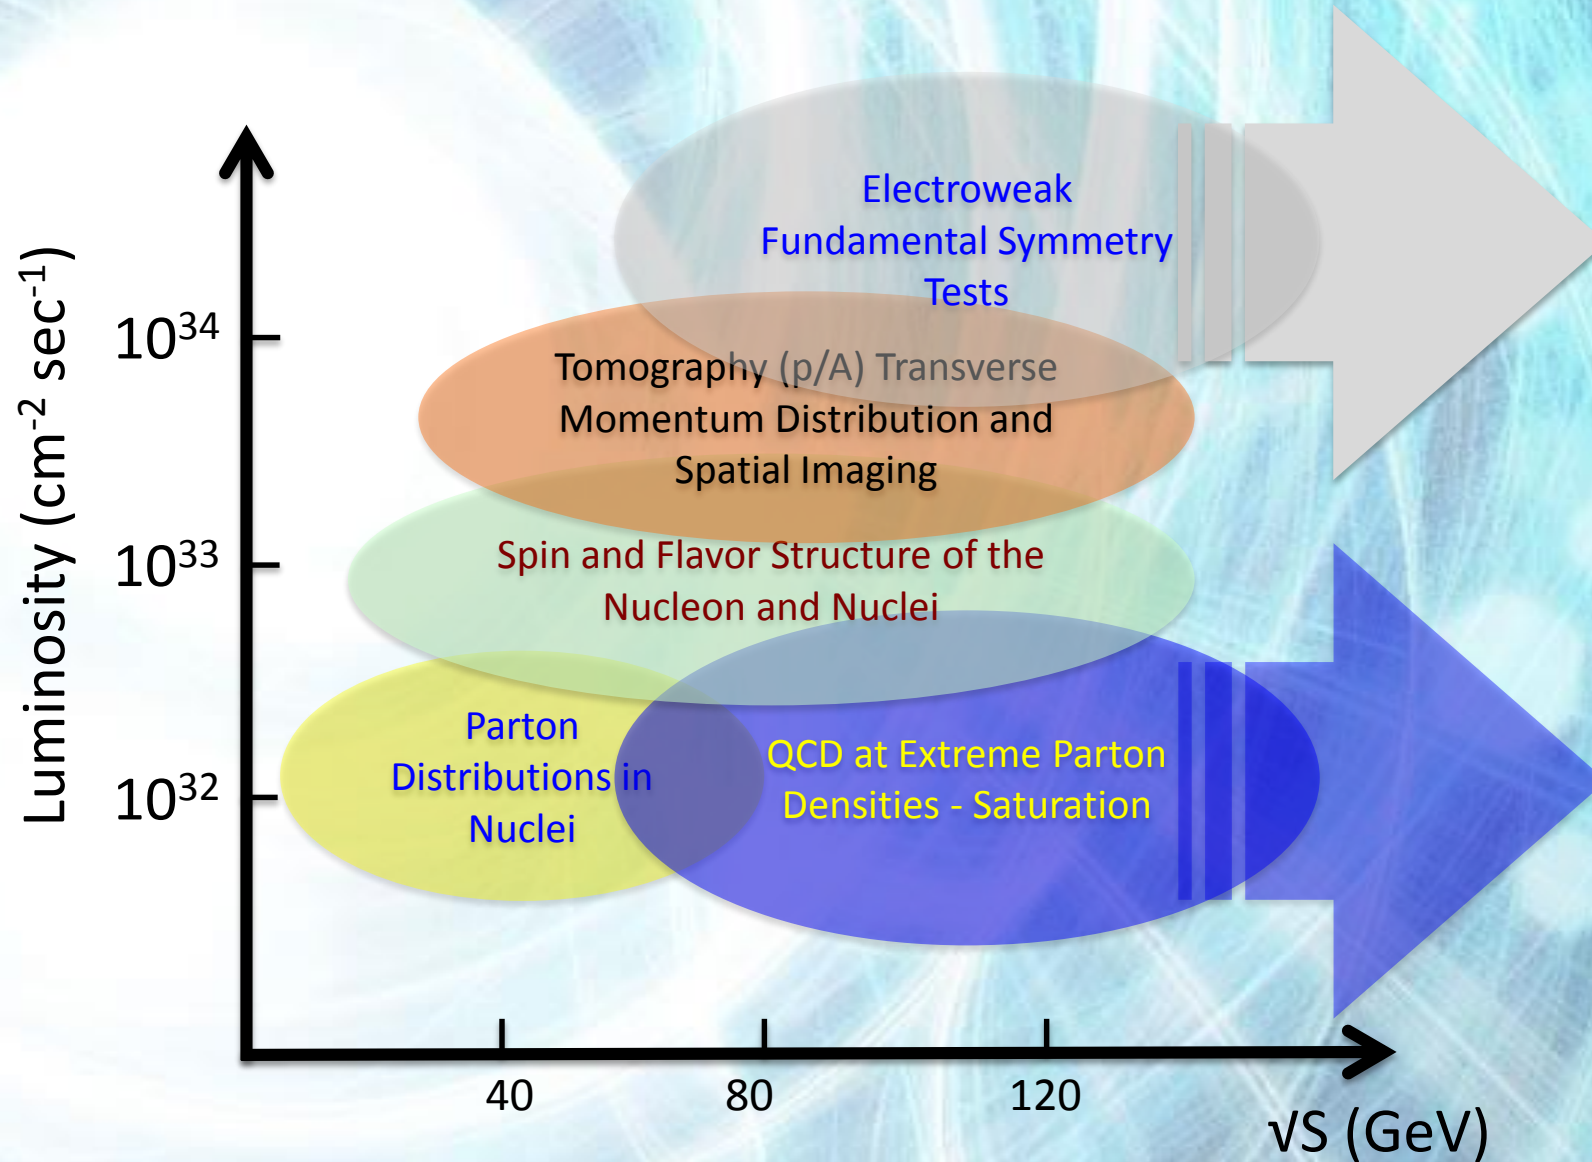 Electroweak
Fundamental Symmetry
Tests
Tomography (p/A) Transverse
Momentum Distribution and
Spatial Imaging
Spin and Flavor Structure of the
Nucleon and Nuclei
Parton
Distributions in
Nuclei
QCD at Extreme Parton
Densities - Saturation
Luminosity (cm⁻² sec⁻¹)
10³⁴
10³³
10³²
40
80
120
√S (GeV)